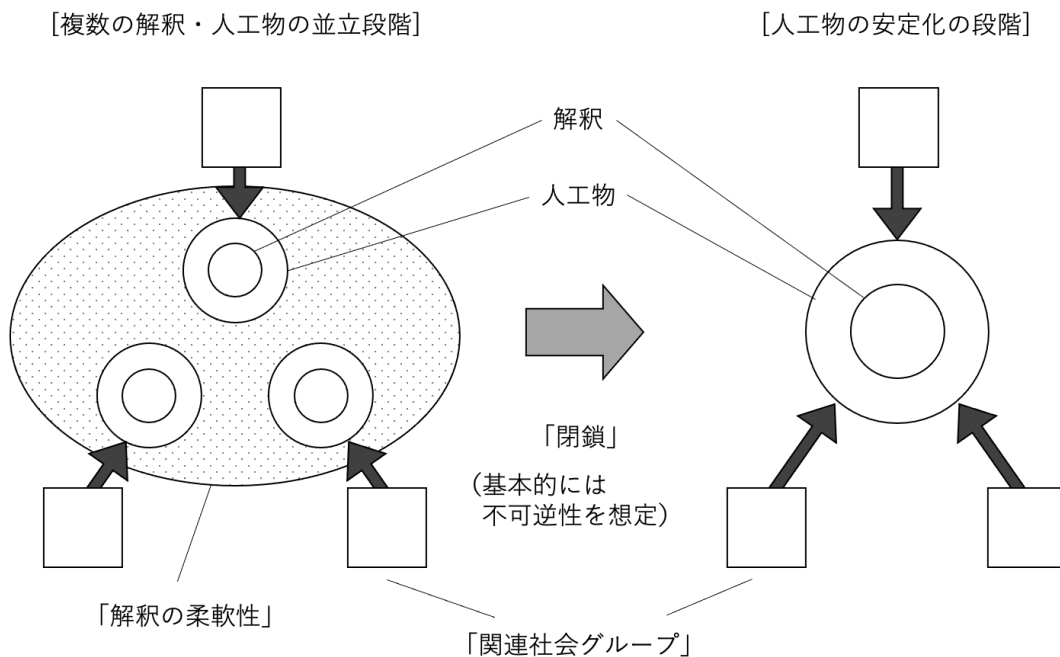 [複数の解釈・人工物の並立段階]
[人工物の安定化の段階]
解釈
人工物
「閉鎖」
(基本的には
不可逆性を想定)
「解釈の柔軟性」
「関連社会グループ」